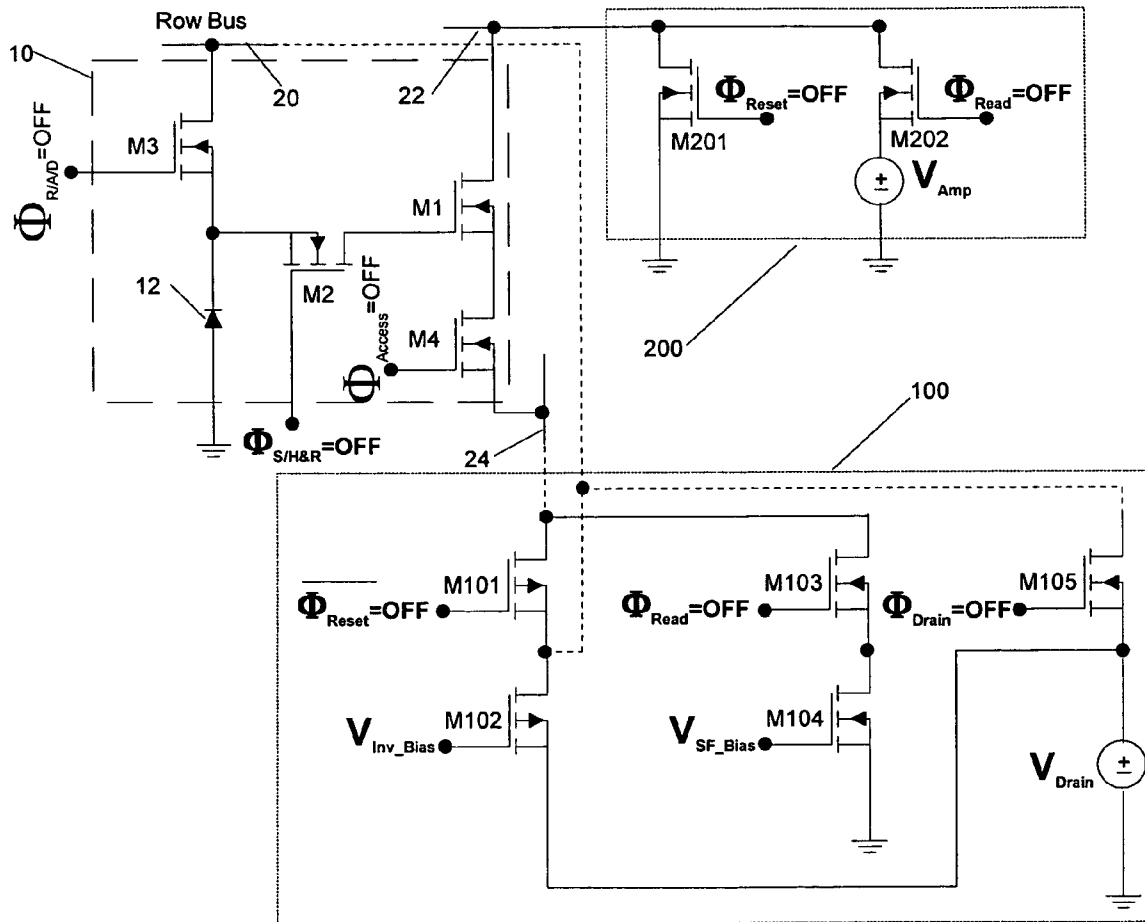 Row Bus
10
20
22
Φ_R/A/D=OFF
M3
M1
Φ_Reset=OFF
M201
Φ_Read=OFF
M202
V_Amp
±
12
M2
Φ_Access=OFF
M4
200
Φ_S/H&R=OFF
24
100
M101
Φ̅_Reset=OFF
M103
Φ_Read=OFF
M105
Φ_Drain=OFF
M102
V_Inv_Bias
M104
V_SF_Bias
V_Drain
±